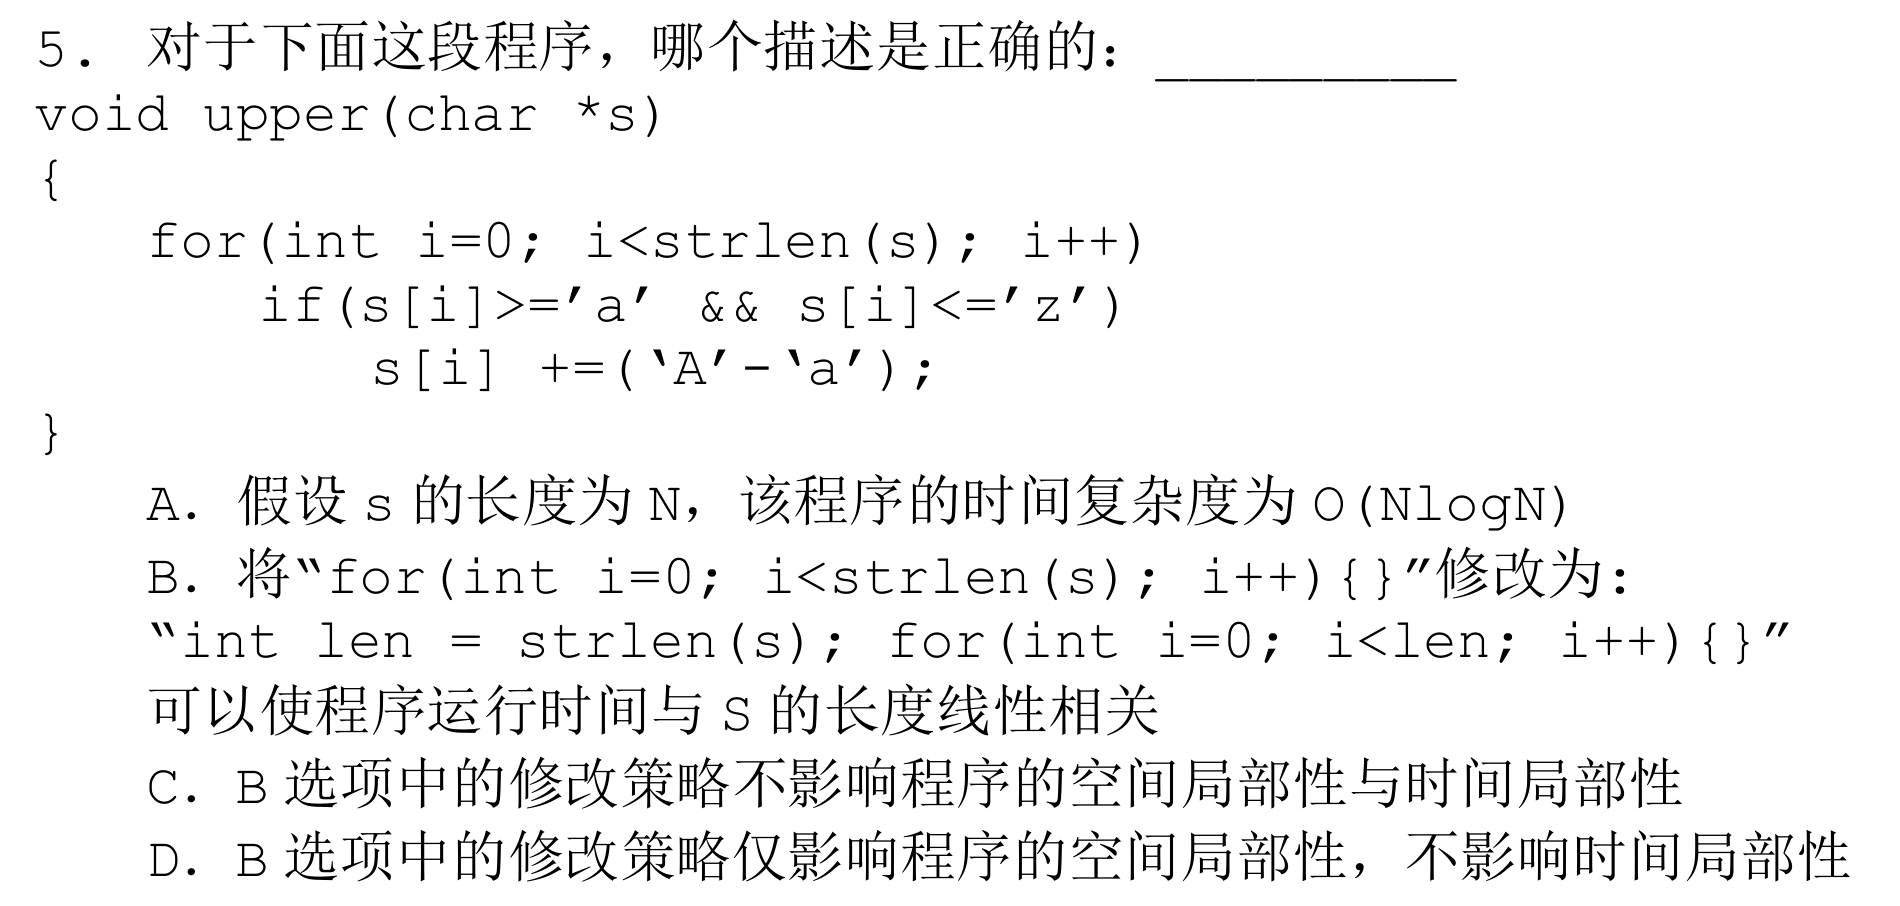 5. 对于下面这段程序，哪个描述是正确的：_________
void upper(char *s)
{
for(int i=0; i<strlen(s); i++)
if(s[i]>=’a’ && s[i]<=’z’)
s[i] +=(‘A’-‘a’);
}
A. 假设 s 的长度为 N，该程序的时间复杂度为 O(NlogN)
B. 将“for(int i=0; i<strlen(s); i++){}”修改为：
“int len = strlen(s); for(int i=0; i<len; i++){}”
可以使程序运行时间与 S 的长度线性相关
C. B 选项中的修改策略不影响程序的空间局部性与时间局部性
D. B 选项中的修改策略仅影响程序的空间局部性，不影响时间局部性